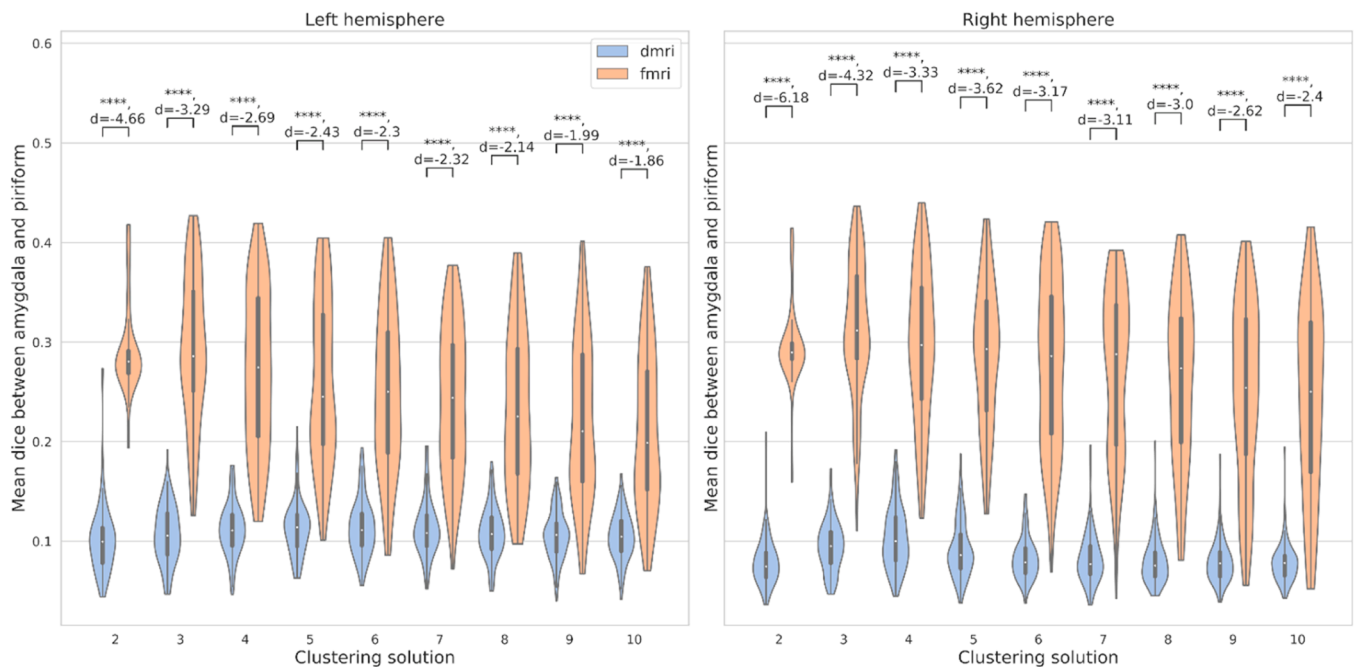 Left hemisphere
Mean dice between amygdala and piriform
0.6
0.5
0.4
0.3
0.2
0.1
dmri
fmri
****,
d=-4.66
****,
d=-3.29
****,
d=-2.69
****,
d=-2.43
****,
d=-2.3
****,
d=-2.32
****,
d=-2.14
****,
d=-1.99
****,
d=-1.86
2 3 4 5 6 7 8 9 10
Clustering solution
Right hemisphere
Mean dice between amygdala and piriform
****,
d=-6.18
****,
d=-4.32
****,
d=-3.33
****,
d=-3.62
****,
d=-3.17
****,
d=-3.11
****,
d=-3.0
****,
d=-2.62
****,
d=-2.4
2 3 4 5 6 7 8 9 10
Clustering solution